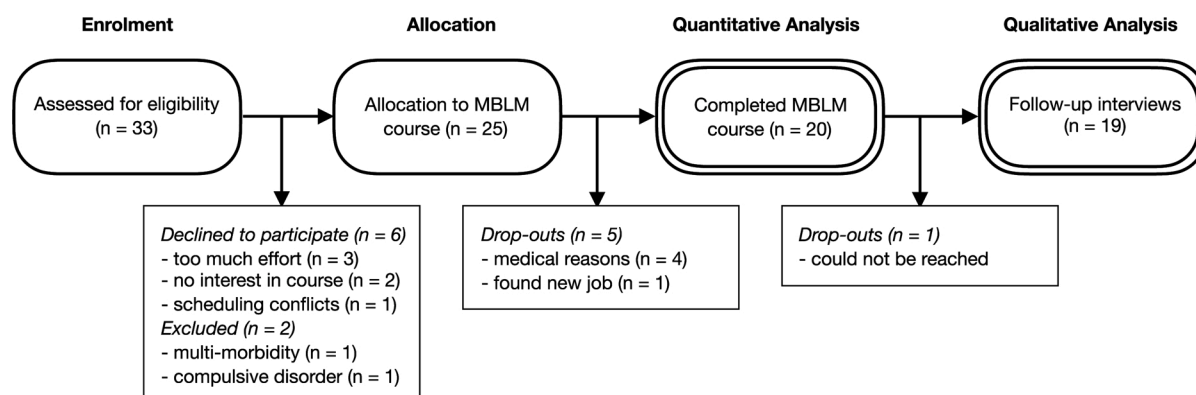 Enrolment
Allocation
Quantitative Analysis
Qualitative Analysis
Assessed for eligibility
(n = 33)
Allocation to MBLM
course (n = 25)
Completed MBLM
course (n = 20)
Follow-up interviews
(n = 19)
Declined to participate (n = 6)
- too much effort (n = 3)
- no interest in course (n = 2)
- scheduling conflicts (n = 1)
Excluded (n = 2)
- multi-morbidity (n = 1)
- compulsive disorder (n = 1)
Drop-outs (n = 5)
- medical reasons (n = 4)
- found new job (n = 1)
Drop-outs (n = 1)
- could not be reached